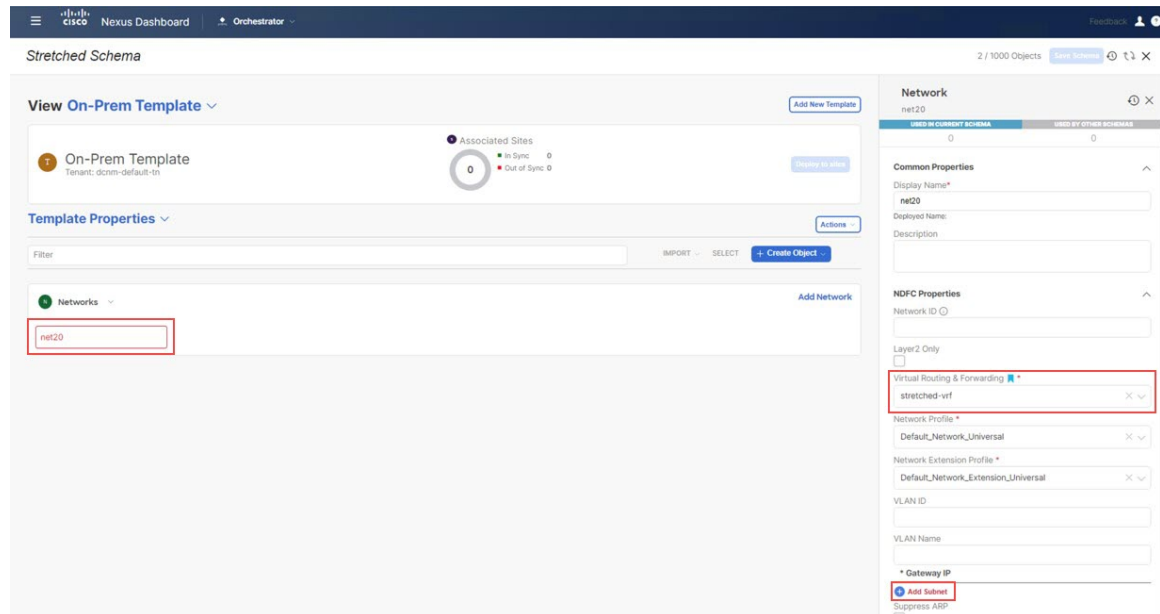 cisco Nexus Dashboard Orchestrator Feedback
Stretched Schema 2 / 1000 Objects Save Schema
View On-Prem Template Add New Template
On-Prem Template
Tenant: dcnm-default-tn
Associated Sites
0
In Sync 0
Out of Sync 0
Deploy to sites
Template Properties Actions
Filter IMPORT SELECT + Create Object
N Networks Add Network
net20
Network
net20
USED IN CURRENT SCHEMA USED BY OTHER SCHEMAS
0 0
Common Properties
Display Name*
net20
Deployed Name:
Description
NDFC Properties
Network ID
Layer2 Only
Virtual Routing & Forwarding *
stretched-vrf
Network Profile *
Default_Network_Universal
Network Extension Profile *
Default_Network_Extension_Universal
VLAN ID
VLAN Name
* Gateway IP
Add Subnet
Suppress ARP